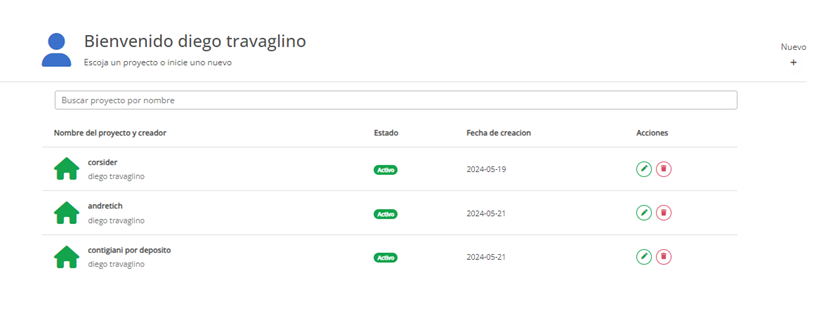 Bienvenido diego travaglino
Escoja un proyecto o inicie uno nuevo
Nuevo
+
Buscar proyecto por nombre
Nombre del proyecto y creador Estado Fecha de creacion Acciones
corsider
diego travaglino
Activo
2024-05-19
andretich
diego travaglino
Activo
2024-05-21
contigiani por deposito
diego travaglino
Activo
2024-05-21